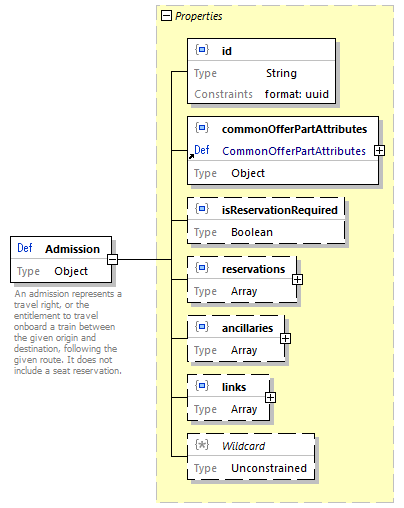 Properties
id
Type String
Constraints format: uuid
commonOfferPartAttributes
Def CommonOfferPartAttributes
Type Object
isReservationRequired
Type Boolean
Def Admission
Type Object
An admission represents a
travel right, or the
entitlement to travel
onboard a train between
the given origin and
destination, following the
given route. It does not
include a seat reservation.
reservations
Type Array
ancillaries
Type Array
links
Type Array
Wildcard
Type Unconstrained